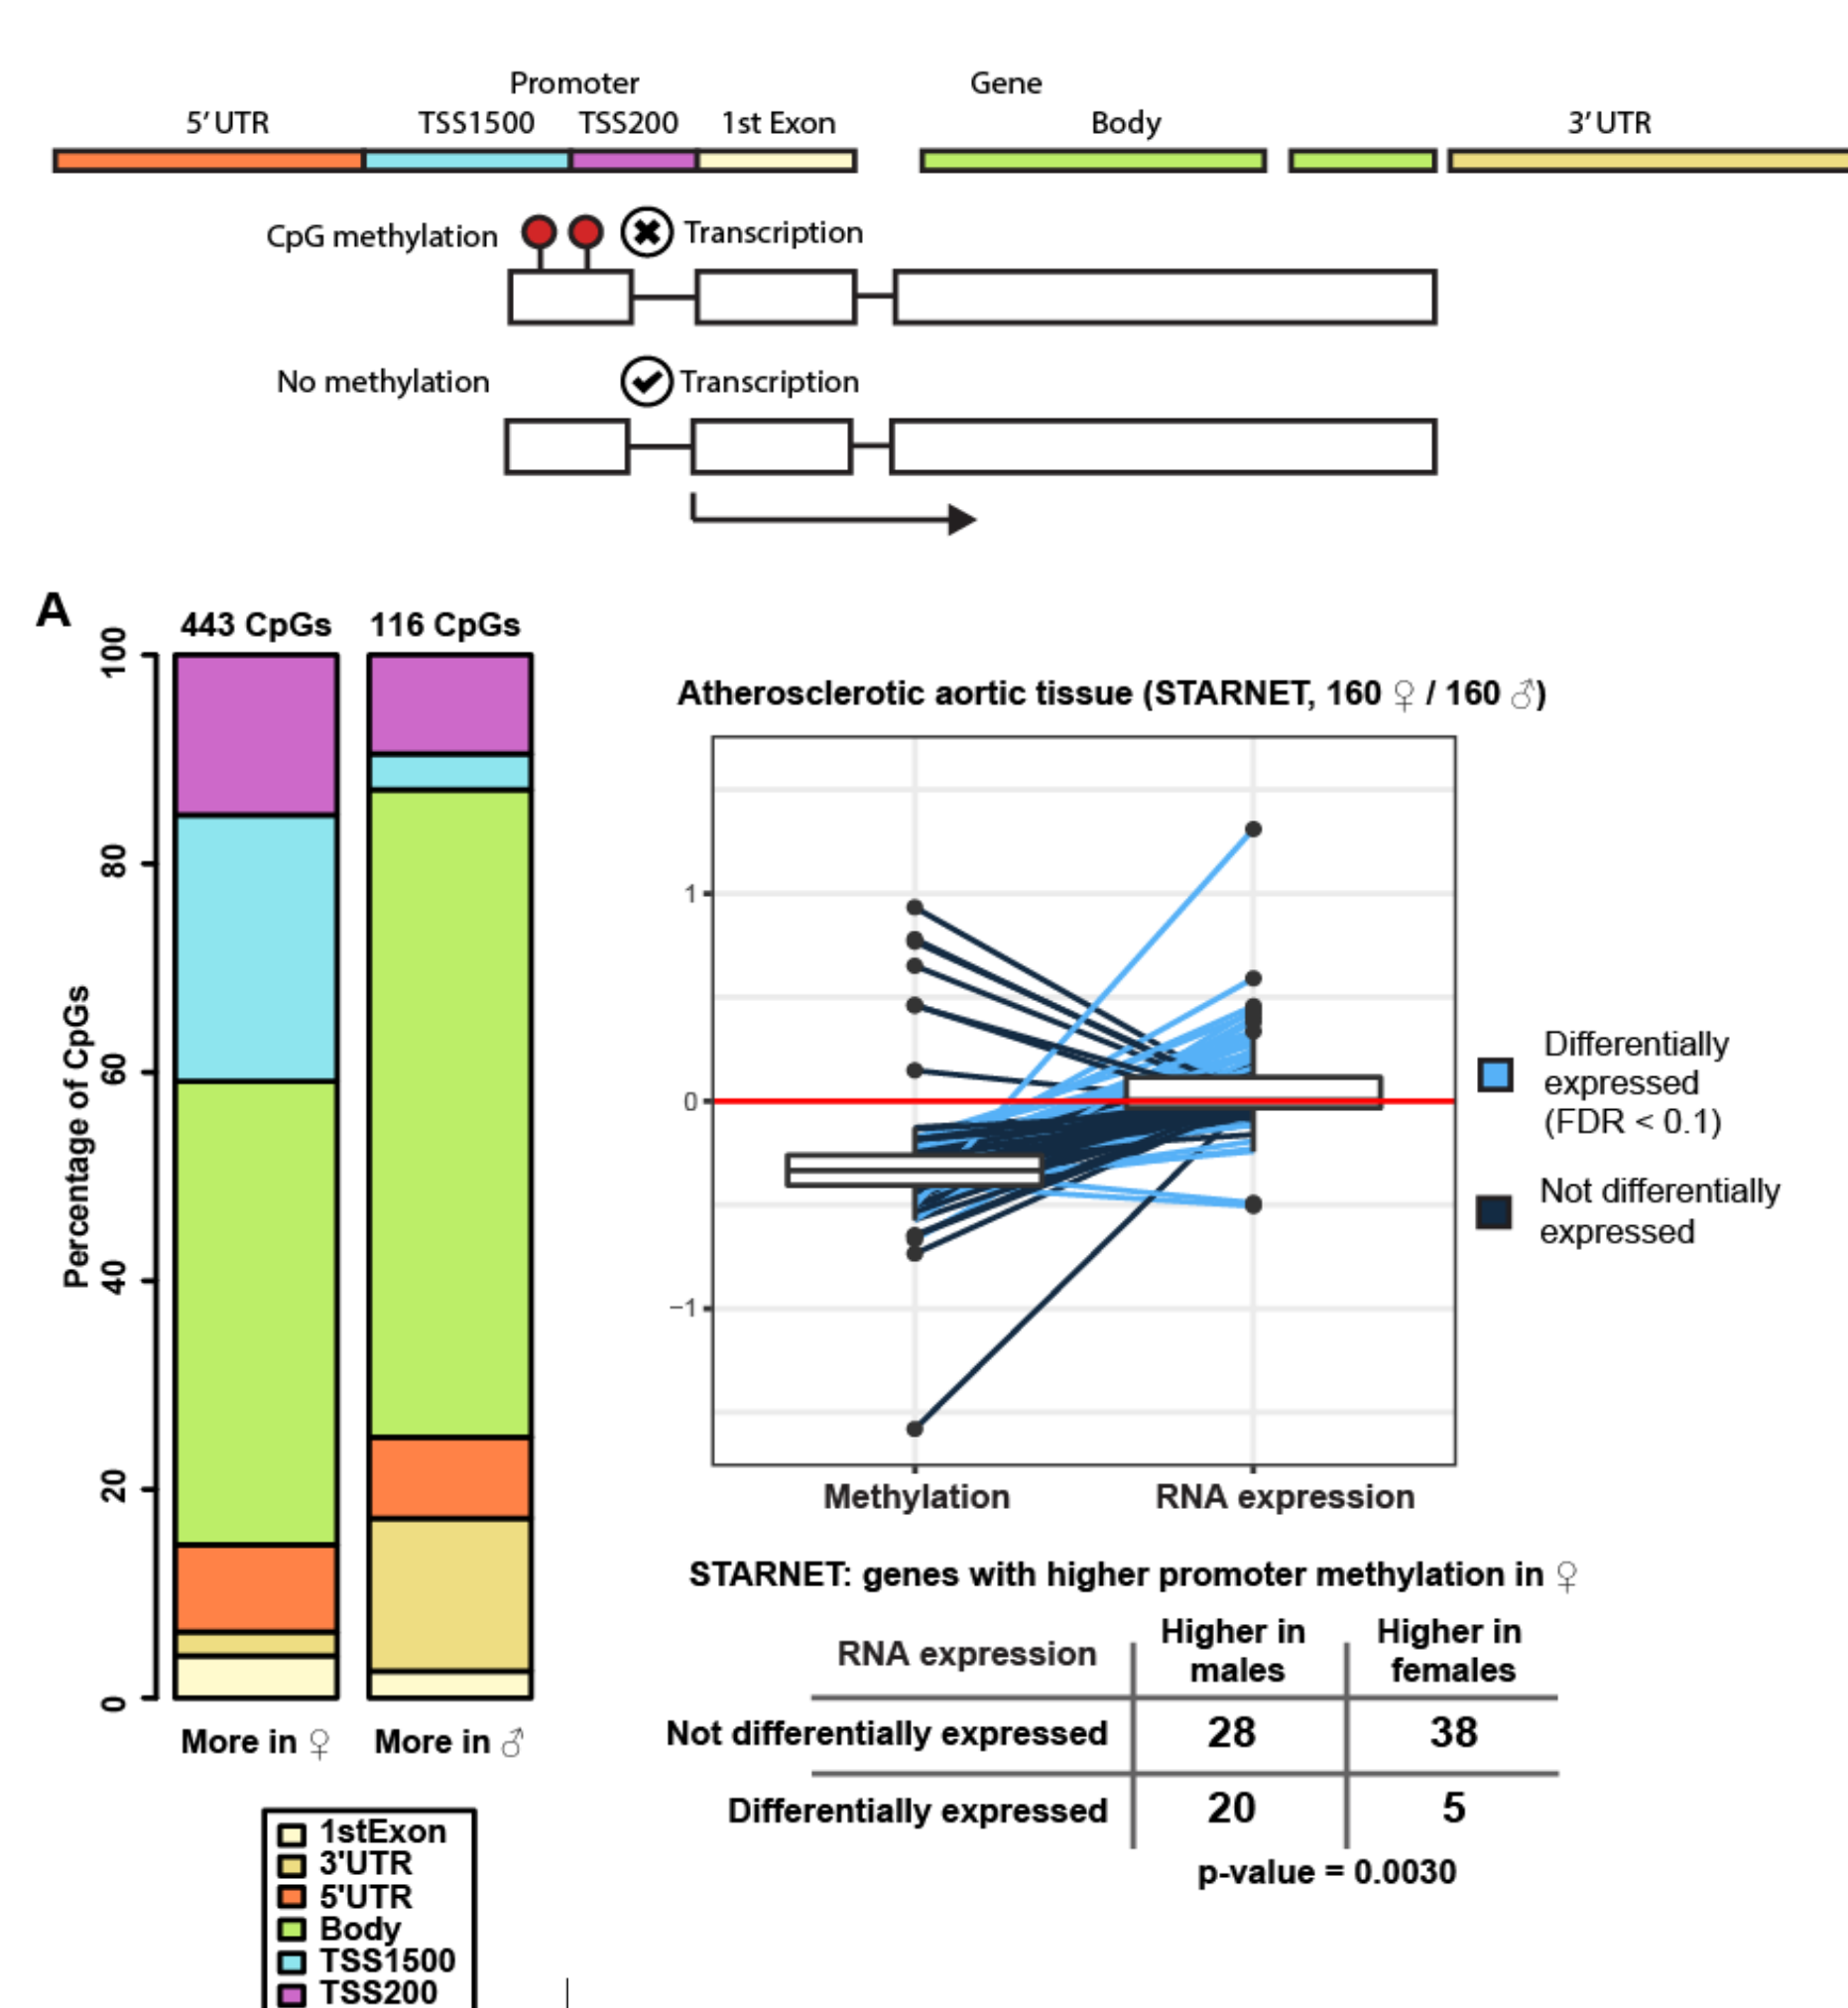 Promoter
Gene
5' UTR
TSS1500
TSS200
1st Exon
Body
3' UTR
CpG methylation
Transcription
No methylation
Transcription
A
443 CpGs
116 CpGs
Percentage of CpGs
100
80
60
40
20
0
More in ♀
More in ♂
1stExon
3'UTR
5'UTR
Body
TSS1500
TSS200
Atherosclerotic aortic tissue (STARNET, 160 ♀ / 160 ♂)
1
0
−1
Methylation
RNA expression
Differentially
expressed
(FDR < 0.1)
Not differentially
expressed
STARNET: genes with higher promoter methylation in ♀
RNA expression
Higher in
males
Higher in
females
Not differentially expressed 28 38
Differentially expressed 20 5
p-value = 0.0030